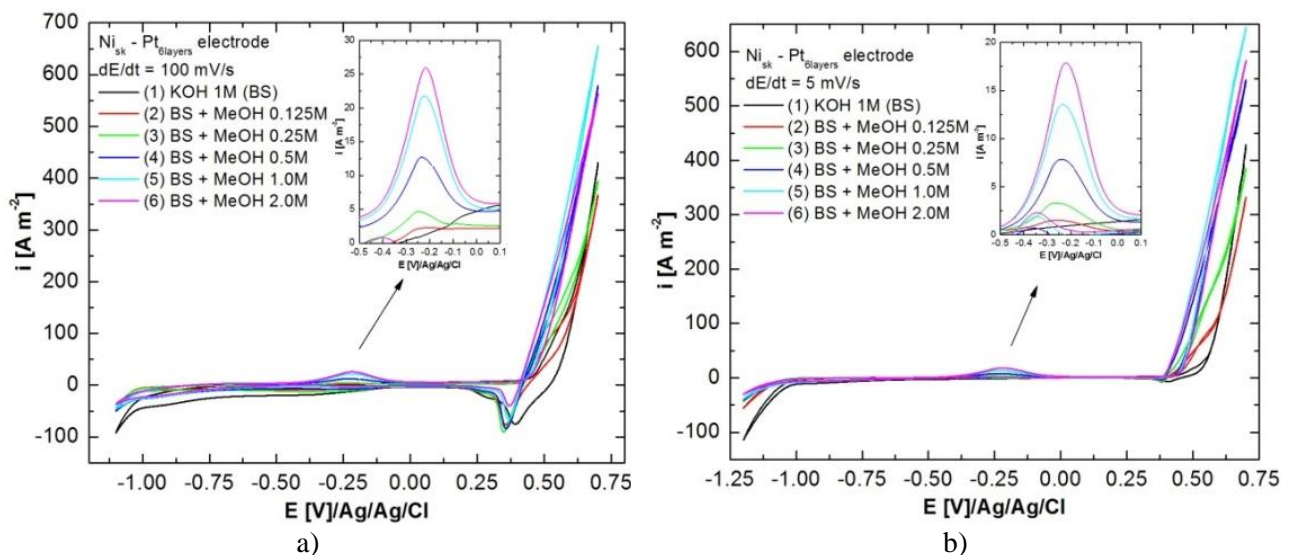 Ni_sk - Pt_6layers electrode
dE/dt = 100 mV/s
(1) KOH 1M (BS)
(2) BS + MeOH 0.125M
(3) BS + MeOH 0.25M
(4) BS + MeOH 0.5M
(5) BS + MeOH 1.0M
(6) BS + MeOH 2.0M
i [A m⁻²]
700
600
500
400
300
200
100
0
-100
-1.00 -0.75 -0.50 -0.25 0.00 0.25 0.50 0.75
E [V]/Ag/Ag/Cl
i [A m⁻²]
30
25
20
15
10
5
0
-0.5 -0.4 -0.3 -0.2 -0.1 0.0 0.1
E [V]/Ag/Ag/Cl
a)
Ni_sk - Pt_6layers electrode
dE/dt = 5 mV/s
(1) KOH 1M (BS)
(2) BS + MeOH 0.125M
(3) BS + MeOH 0.25M
(4) BS + MeOH 0.5M
(5) BS + MeOH 1.0M
(6) BS + MeOH 2.0M
i [A m⁻²]
600
500
400
300
200
100
0
-100
-1.25 -1.00 -0.75 -0.50 -0.25 0.00 0.25 0.50 0.75
E [V]/Ag/Ag/Cl
i [A m⁻²]
20
15
10
5
0
-0.5 -0.4 -0.3 -0.2 -0.1 0.0 0.1
E [V]/Ag/Ag/Cl
b)